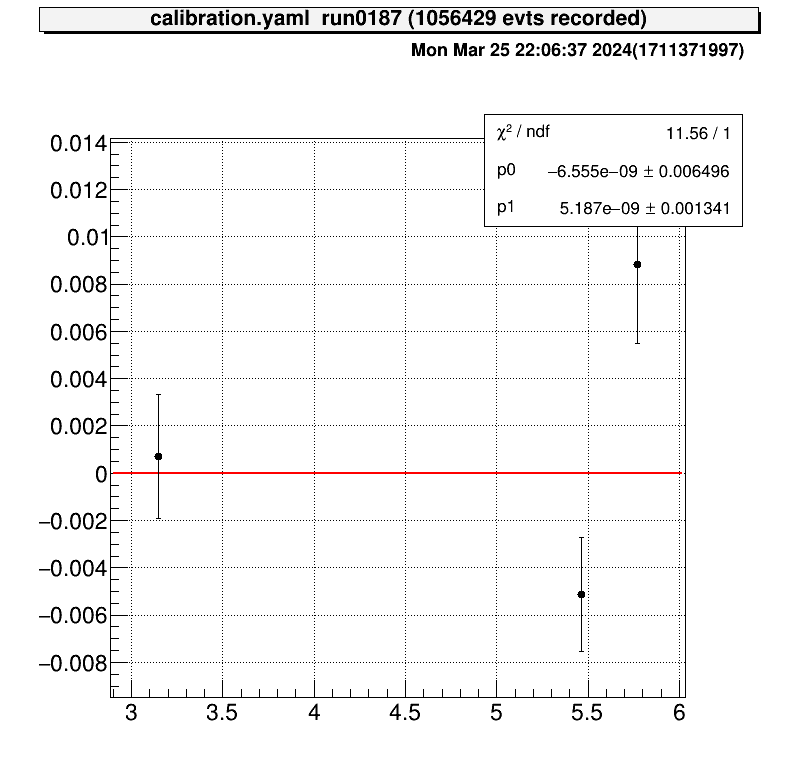 calibration.yaml run0187 (1056429 evts recorded)
Mon Mar 25 22:06:37 2024(1711371997)
χ² / ndf 11.56 / 1
p0 −6.555e−09 ± 0.006496
p1 5.187e−09 ± 0.001341
0.014
0.012
0.01
0.008
0.006
0.004
0.002
0
−0.002
−0.004
−0.006
−0.008
3 3.5 4 4.5 5 5.5 6